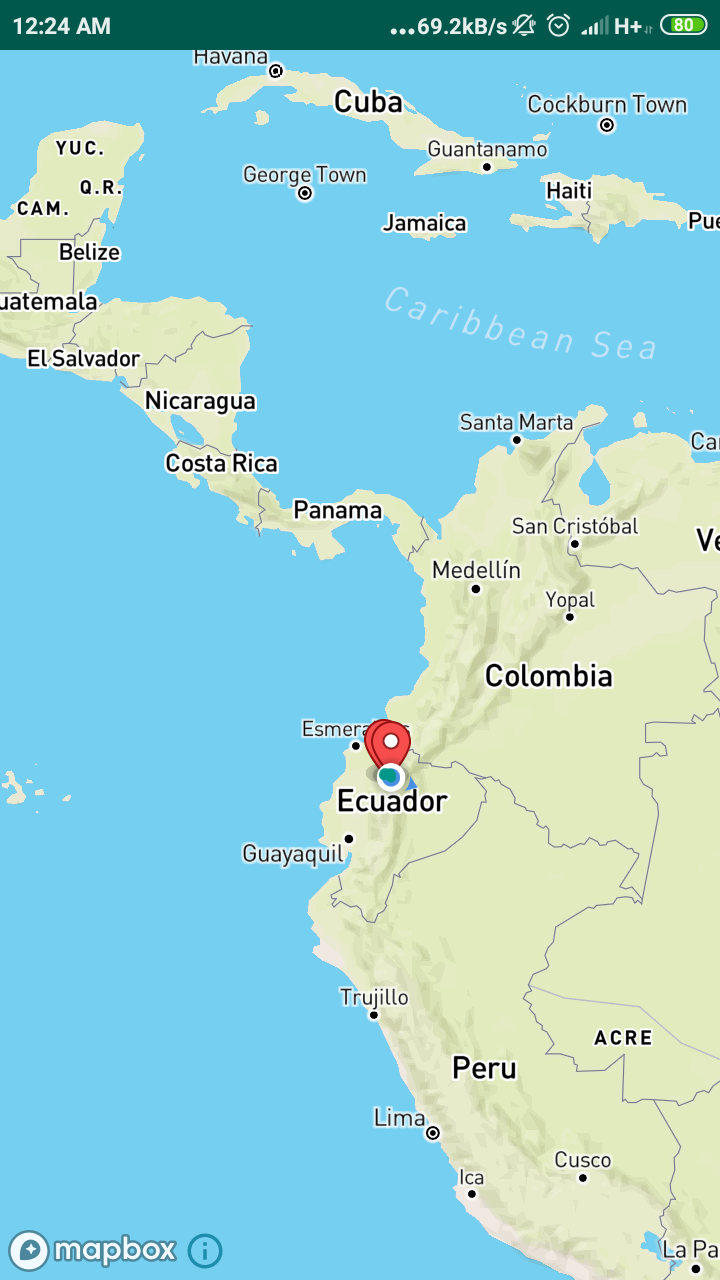 12:24 AM
...69.2kB/s H+ 80
Havana
Cuba
Cockburn Town
YUC.
Guantanamo
George Town
Q.R.
Haiti
CAM.
Jamaica
Pue
Belize
uatemala
Caribbean Sea
El Salvador
Nicaragua
Santa Marta
Car
Costa Rica
Panama
San Cristóbal
Ve
Medellín
Yopal
Colombia
Ecuador
Guayaquil
Trujillo
ACRE
Peru
Lima
Cusco
Ica
mapbox
La Pa